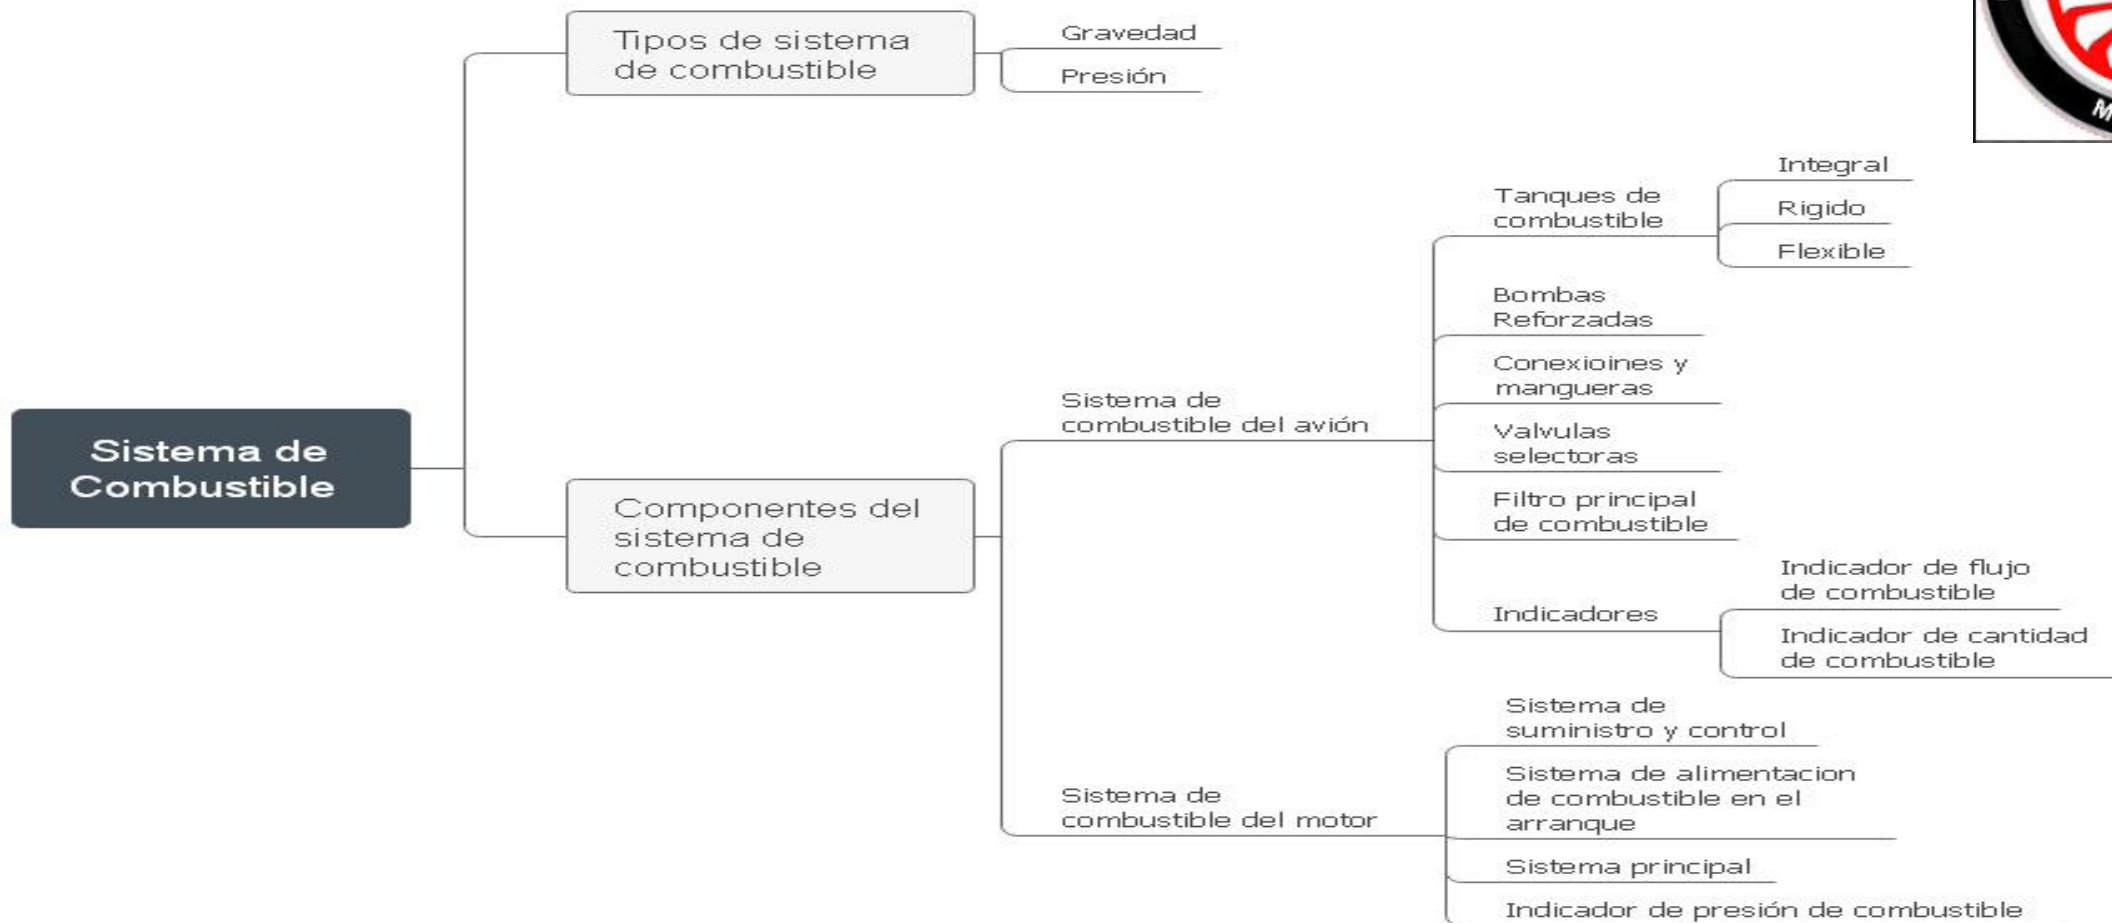 Tipos de sistema
de combustible
Gravedad
Presión
Sistema de
Combustible
Componentes del
sistema de
combustible
Sistema de
combustible del avión
Tanques de
combustible
Integral
Rigido
Flexible
Bombas
Reforzadas
Conexioines y
mangueras
Valvulas
selectoras
Filtro principal
de combustible
Indicadores
Indicador de flujo
de combustible
Indicador de cantidad
de combustible
Sistema de
combustible del motor
Sistema de
suministro y control
Sistema de alimentacion
de combustible en el
arranque
Sistema principal
Indicador de presión de combustible